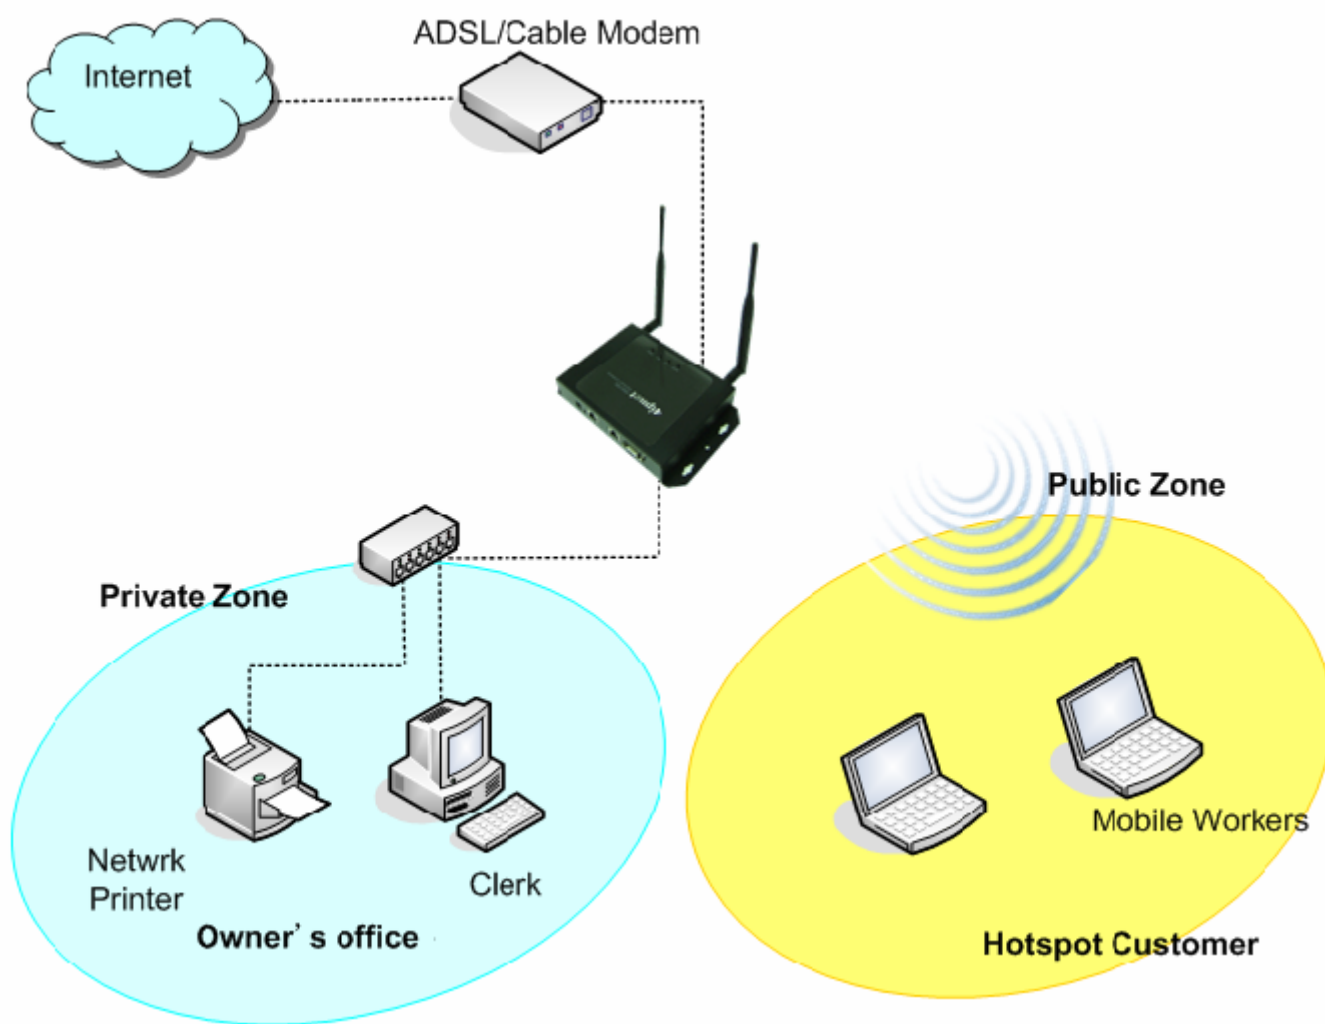 ADSL/Cable Modem
Internet
Public Zone
Private Zone
Mobile Workers
Netwrk
Printer
Clerk
Owner’s office
Hotspot Customer